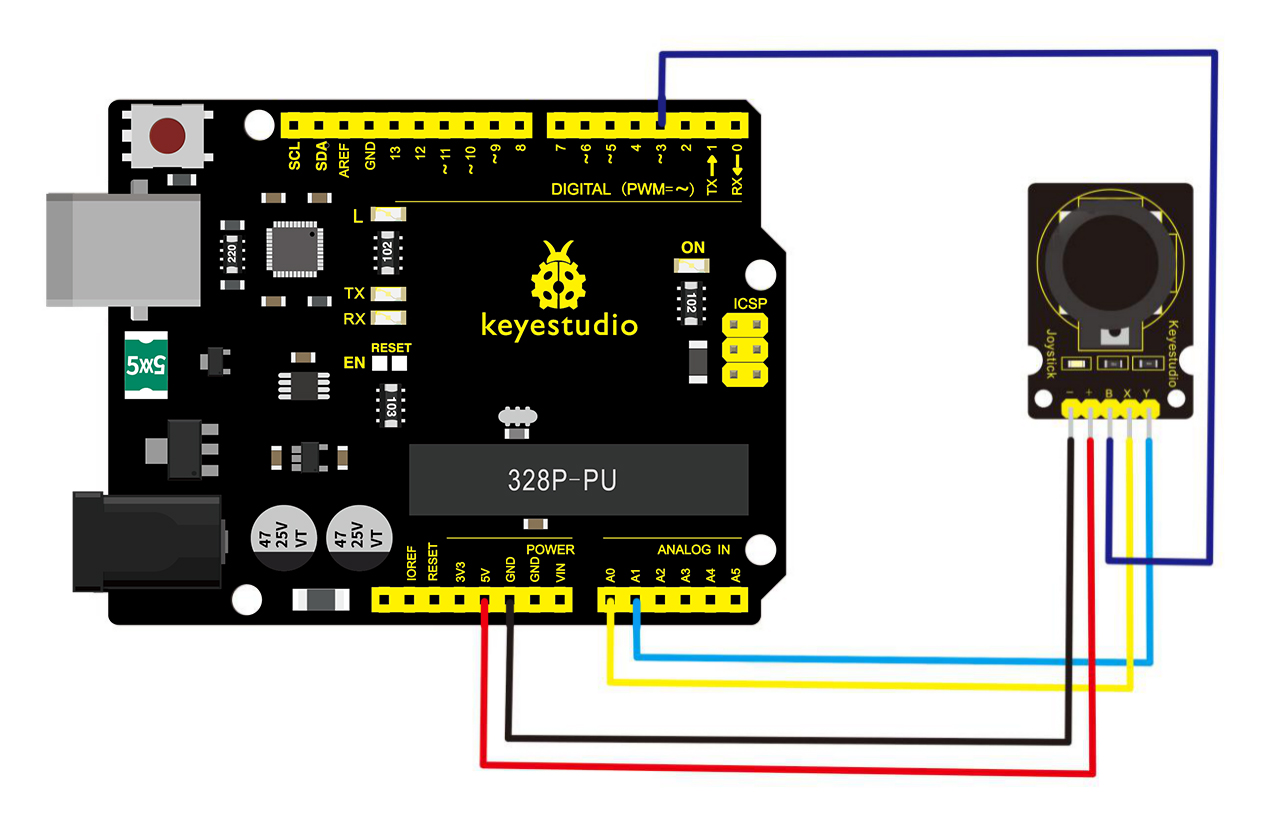 SCL
SDA
AREF
GND
13
12
~11
~10
~9
8
7
~6
~5
4
~3
2
TX→1
RX←0
DIGITAL (PWM=~)
L
220
102
TX
RX
ON
102
ICSP
keyestudio
RESET
EN
103
5XX5
328P-PU
47
25V
VT
47
25V
VT
POWER
ANALOG IN
IOREF
RESET
3V3
5V
GND
GND
VIN
A0
A1
A2
A3
A4
A5
Joystick
Keyestudio
-
+
B
X
Y